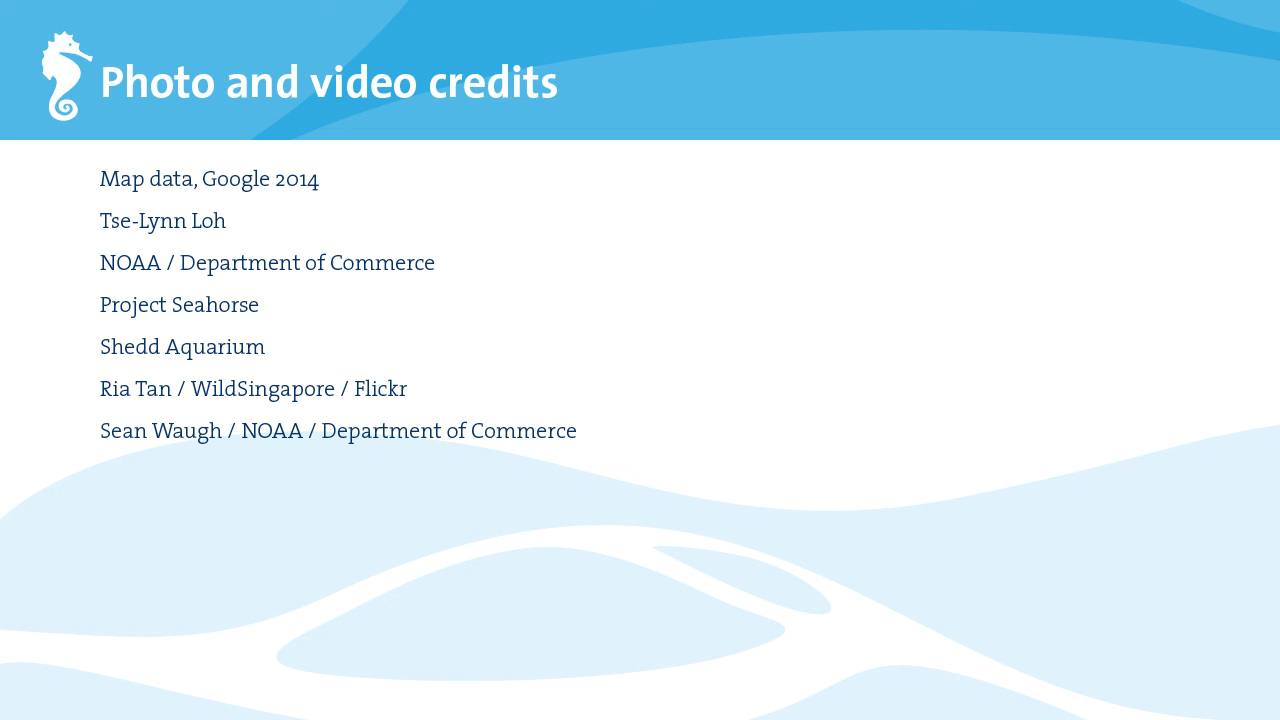 Photo and video credits
Map data, Google 2014
Tse-Lynn Loh
NOAA / Department of Commerce
Project Seahorse
Shedd Aquarium
Ria Tan / WildSingapore / Flickr
Sean Waugh / NOAA / Department of Commerce